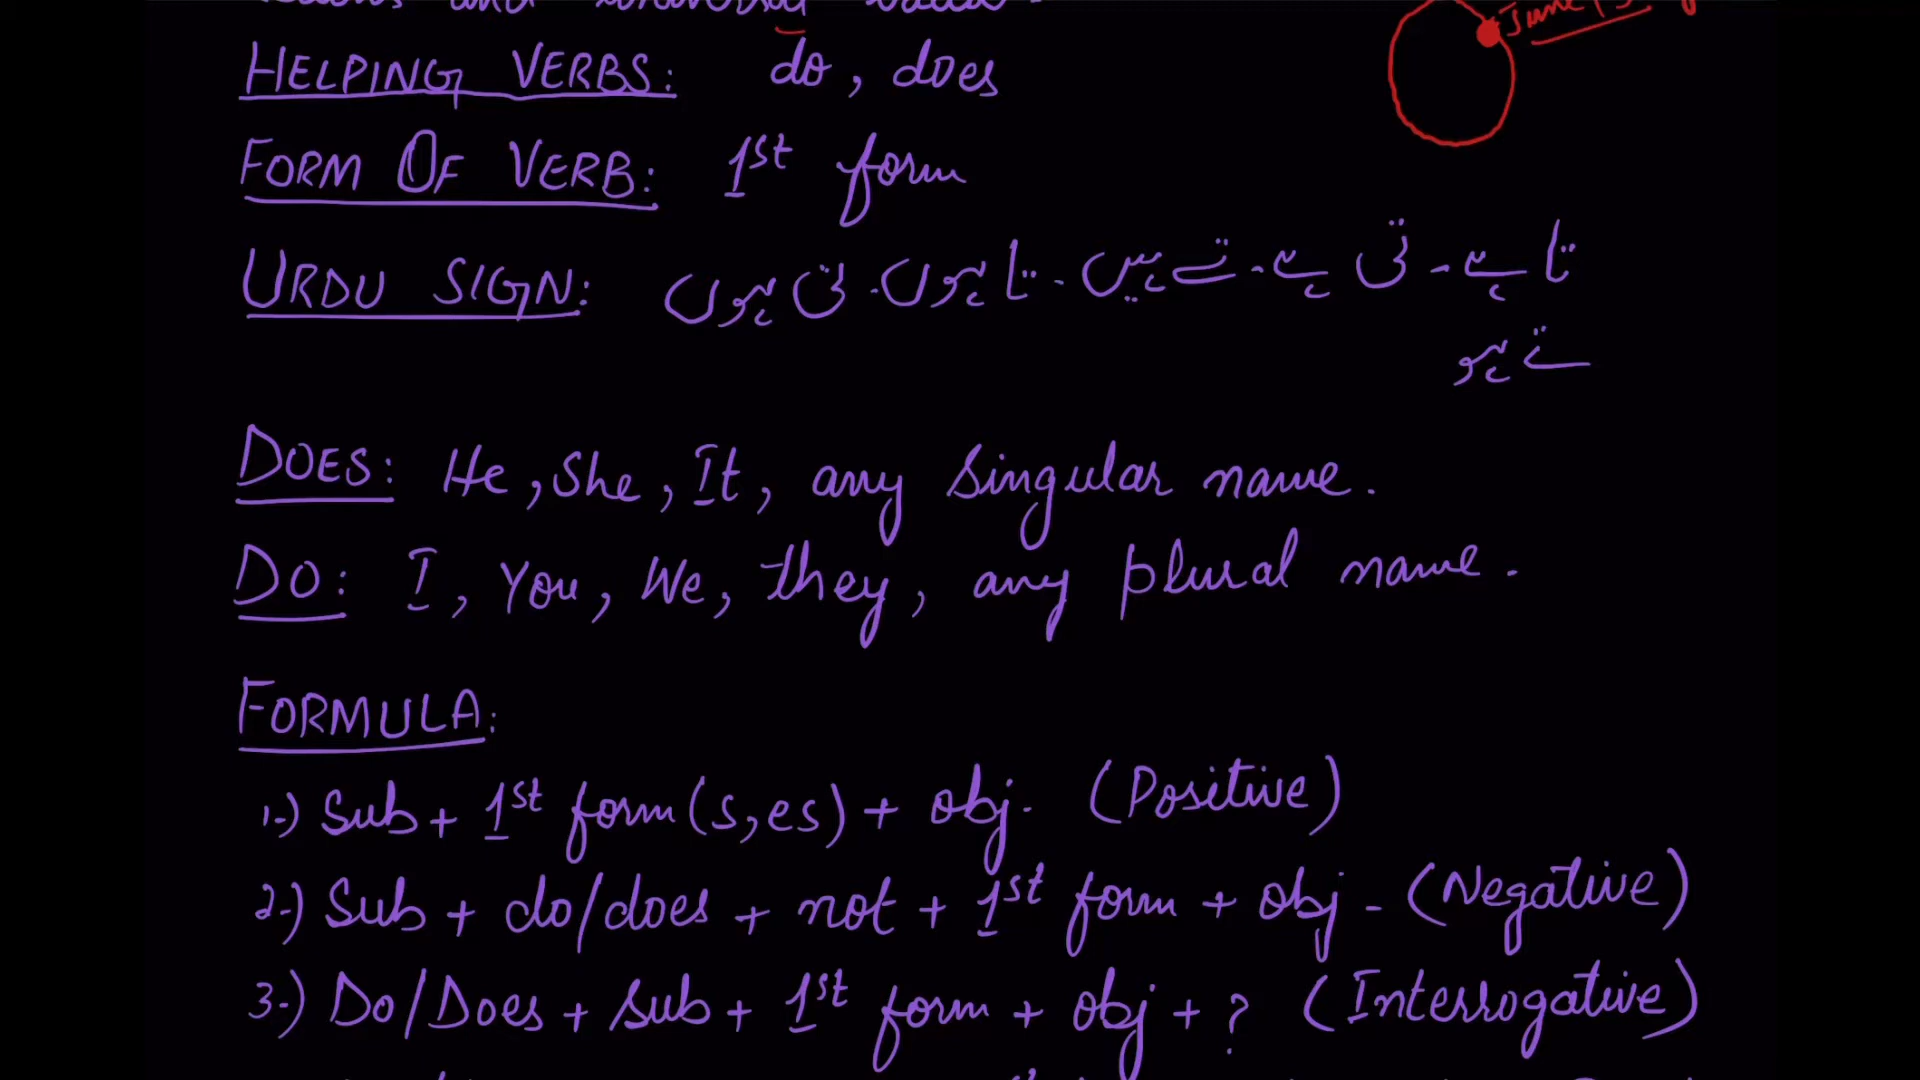 HELPING VERBS: do, does
FORM OF VERB: 1st form
URDU SIGN: تا ہے۔ تی ہے۔ تے ہیں۔ تا ہوں۔ تی ہوں
تے ہو
DOES: He, She, It, any singular name.
DO: I, You, We, they, any plural name.
FORMULA:
1-) Sub + 1st form (s, es) + obj. (Positive)
2-) Sub + do/does + not + 1st form + obj - (Negative)
3-) Do/Does + sub + 1st form + obj + ? (Interrogative)